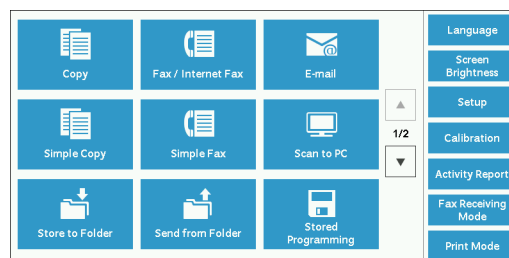 Copy
Fax / Internet Fax
E-mail
Simple Copy
Simple Fax
Scan to PC
Store to Folder
Send from Folder
Stored
Programming
1/2
Language
Screen
Brightness
Setup
Calibration
Activity Report
Fax Receiving
Mode
Print Mode